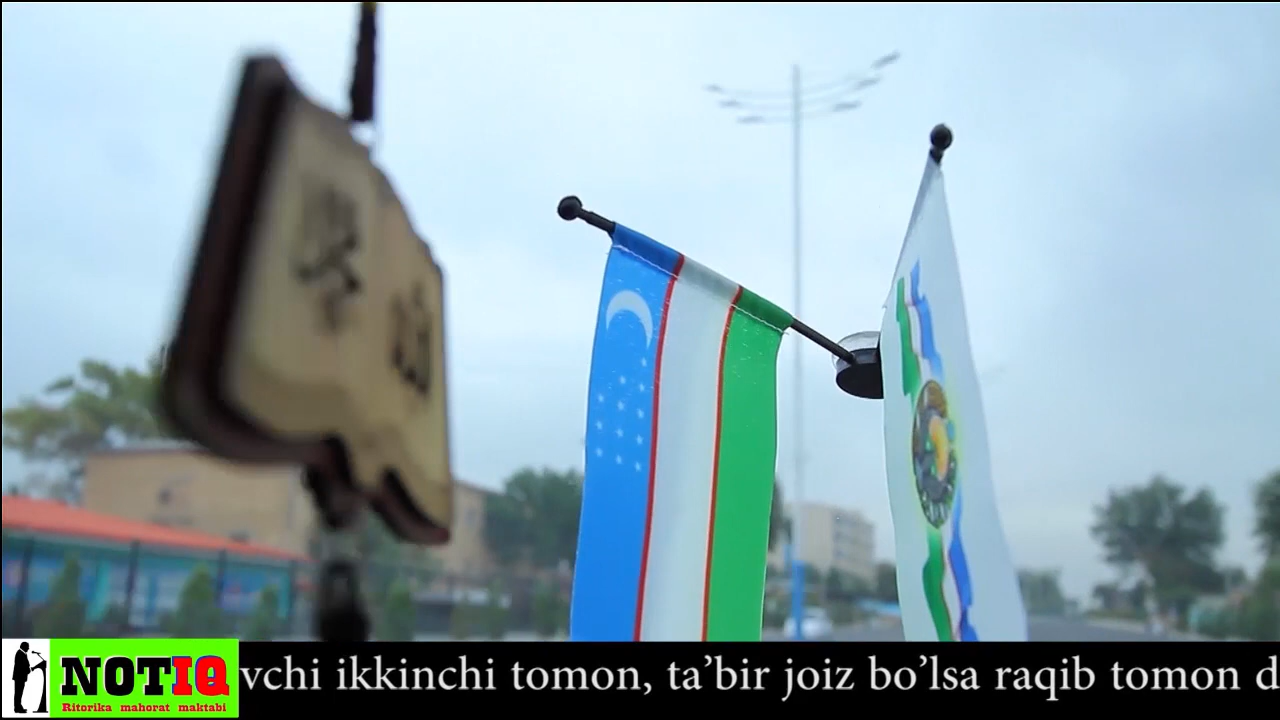 NOTIQ
Ritorika mahorat maktabi
vchi ikkinchi tomon, ta’bir joiz bo’lsa raqib tomon d